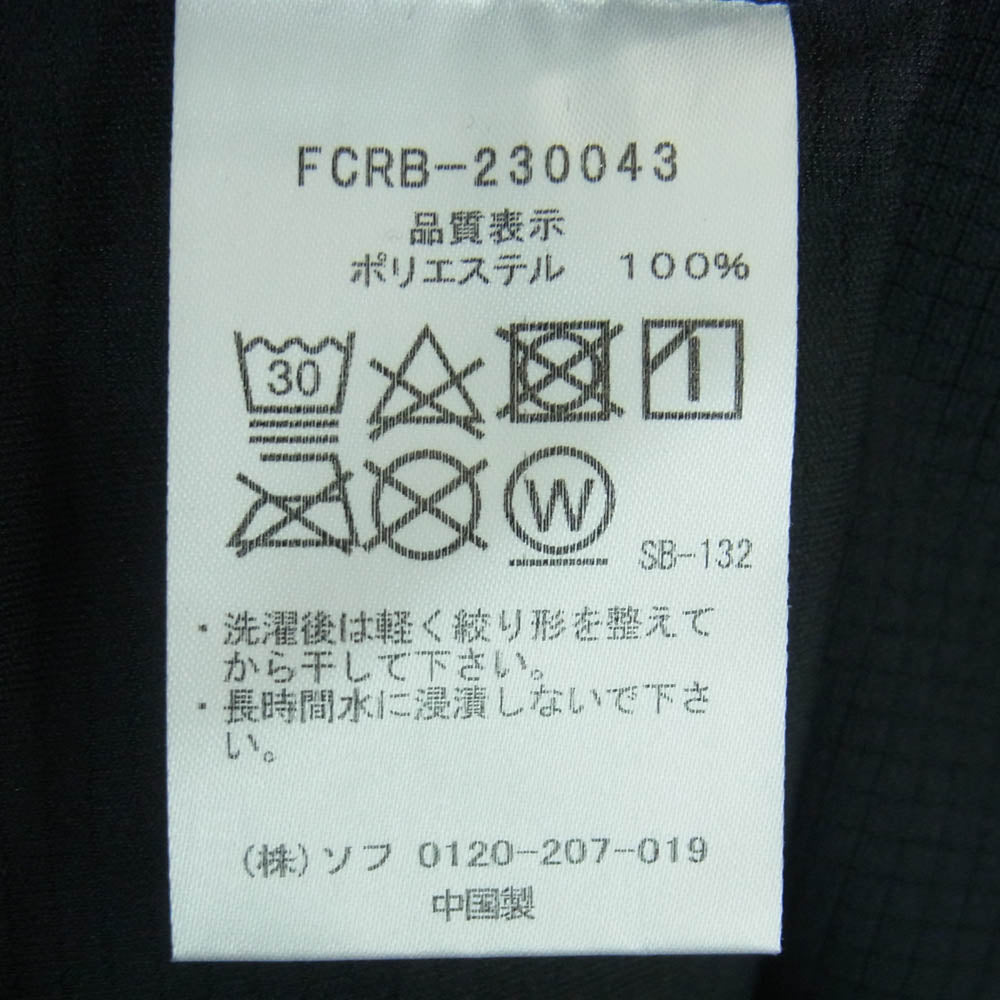 FCRB-230043
品質表示
ポリエステル 100%
30
W
SB-132
・洗濯後は軽く絞り形を整えて
から干して下さい。
・長時間水に浸漬しないで下さ
い。
(株)ソフ 0120-207-019
中国製